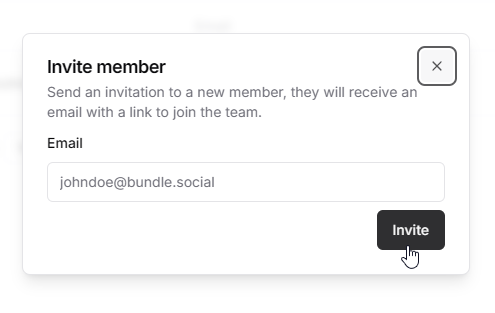 Invite member
Send an invitation to a new member, they will receive an
email with a link to join the team.
Email
johndoe@bundle.social
Invite